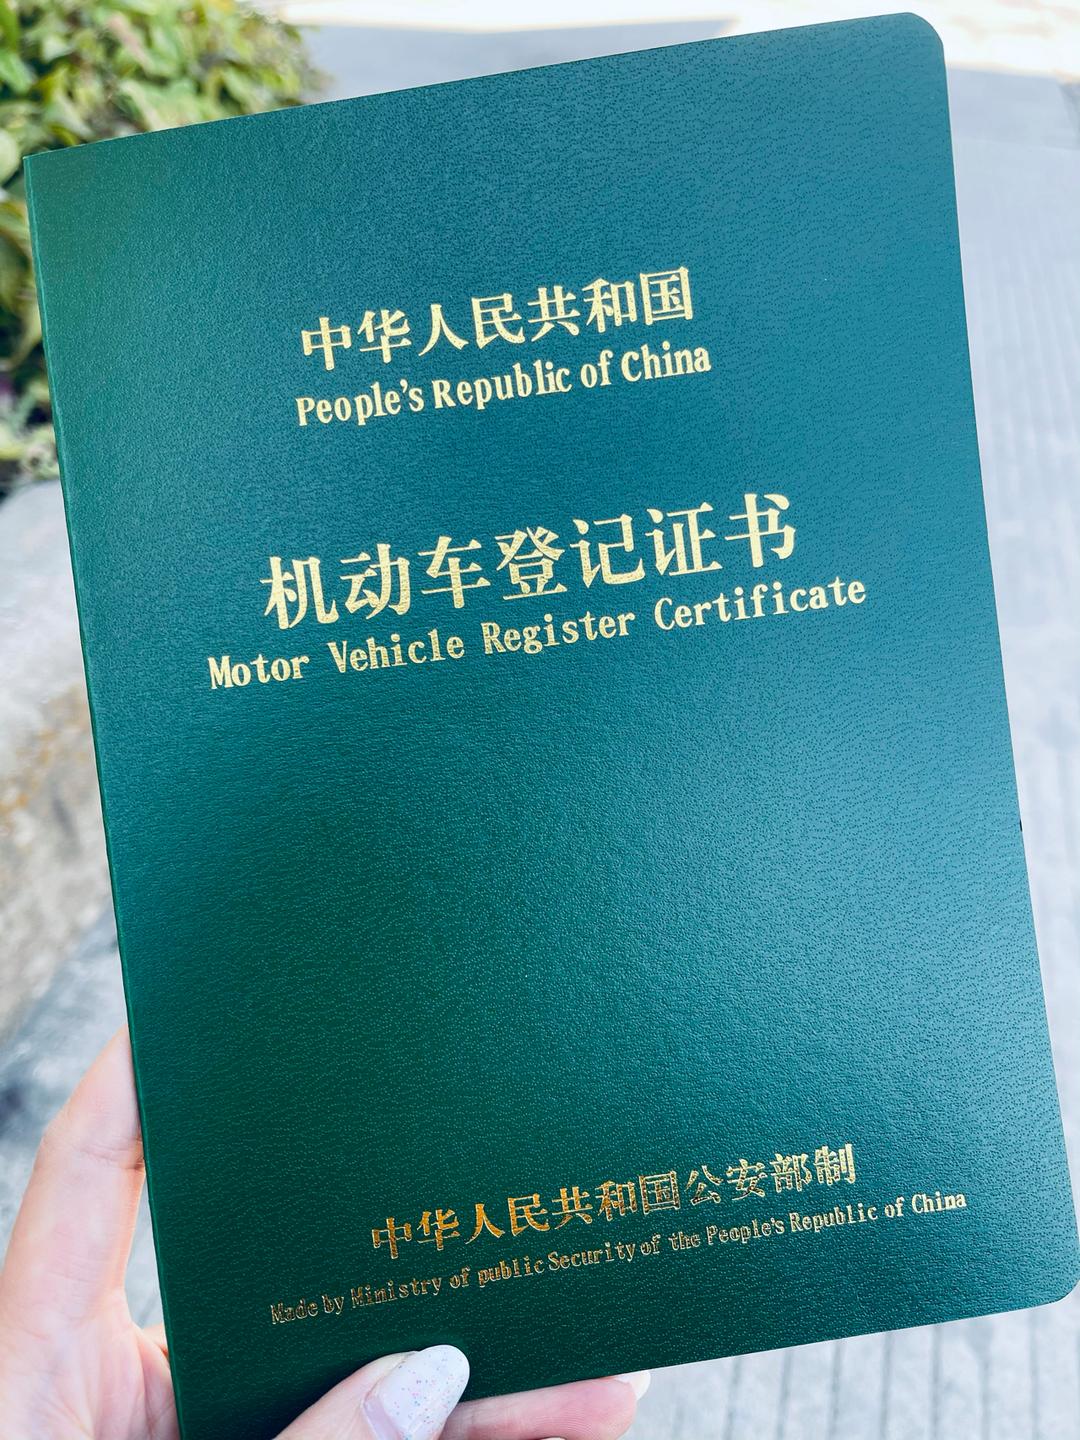 中华人民共和国
People's Republic of China
机动车登记证书
Motor Vehicle Register Certificate
中华人民共和国公安部制
Made by Ministry of public Security of the People's Republic of China